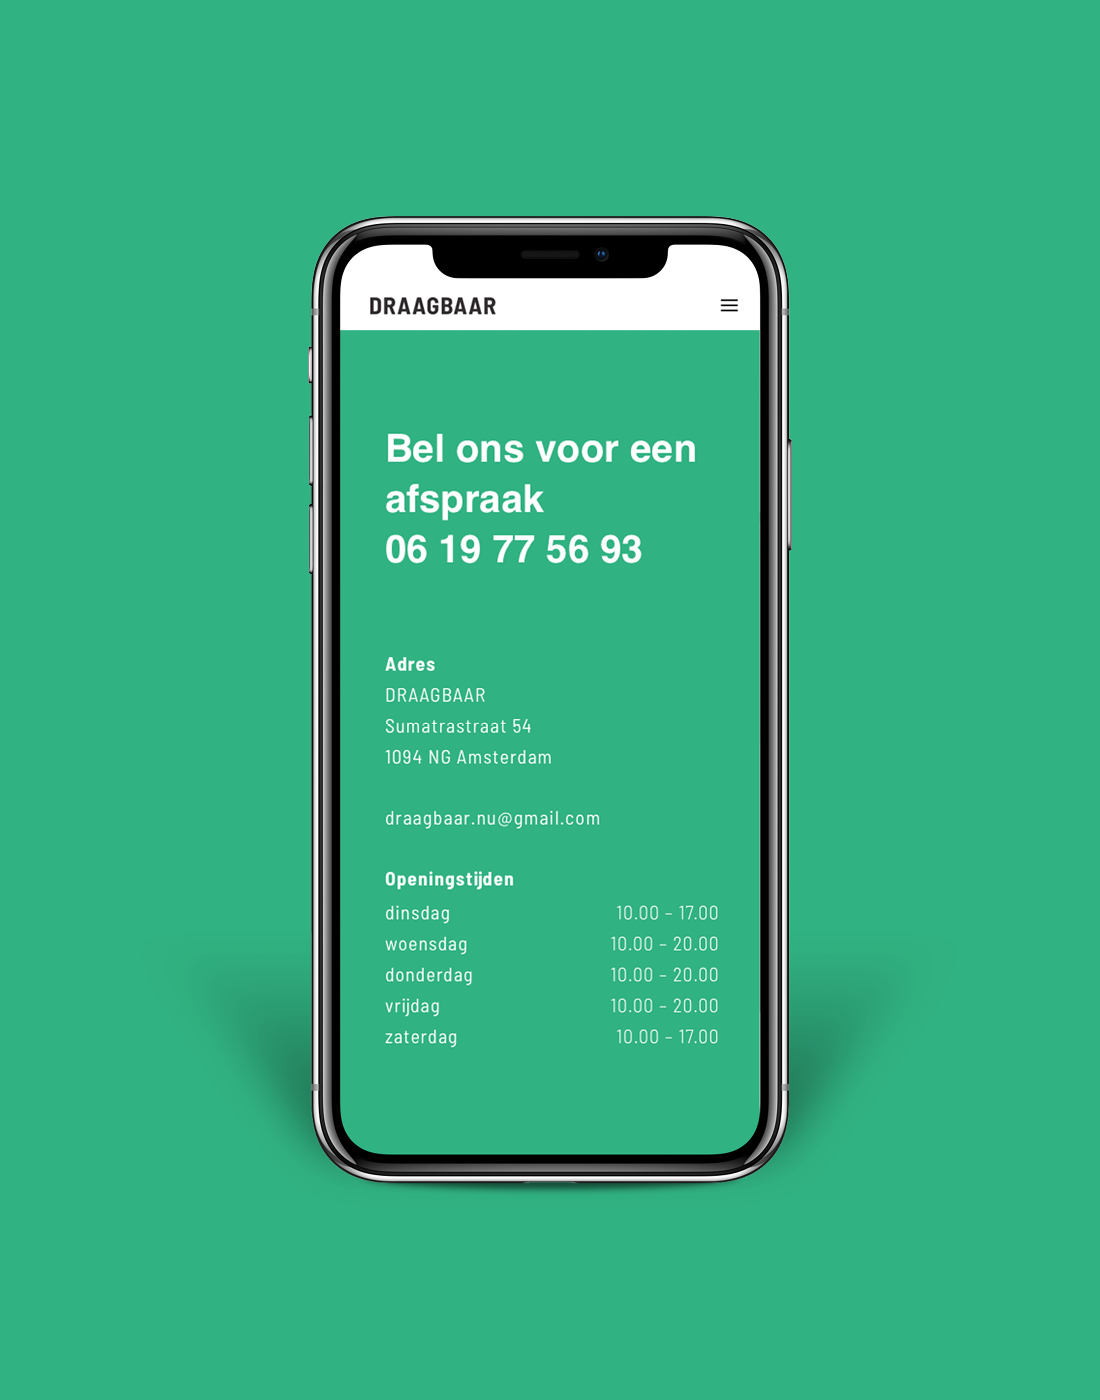 DRAAGBAAR
Bel ons voor een
afspraak
06 19 77 56 93
Adres
DRAAGBAAR
Sumatrastraat 54
1094 NG Amsterdam
draagbaar.nu@gmail.com
Openingstijden
dinsdag 10.00 – 17.00
woensdag 10.00 – 20.00
donderdag 10.00 – 20.00
vrijdag 10.00 – 20.00
zaterdag 10.00 – 17.00